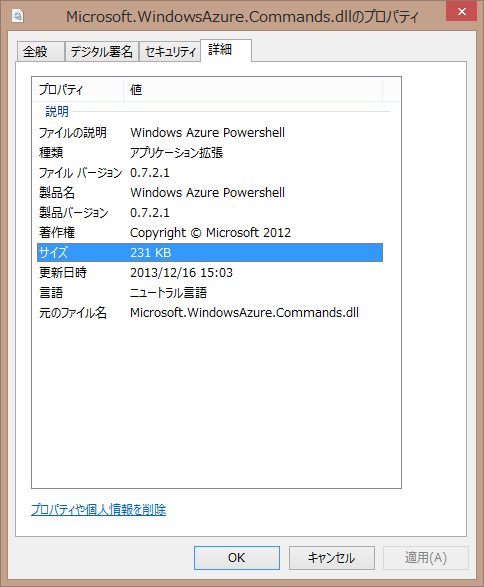 Microsoft.WindowsAzure.Commands.dllのプロパティ
全般 デジタル署名 セキュリティ 詳細
プロパティ 値
説明
ファイルの説明 Windows Azure Powershell
種類 アプリケーション拡張
ファイル バージョン 0.7.2.1
製品名 Windows Azure Powershell
製品バージョン 0.7.2.1
著作権 Copyright © Microsoft 2012
サイズ 231 KB
更新日時 2013/12/16 15:03
言語 ニュートラル言語
元のファイル名 Microsoft.WindowsAzure.Commands.dll
プロパティや個人情報を削除
OK キャンセル 適用(A)